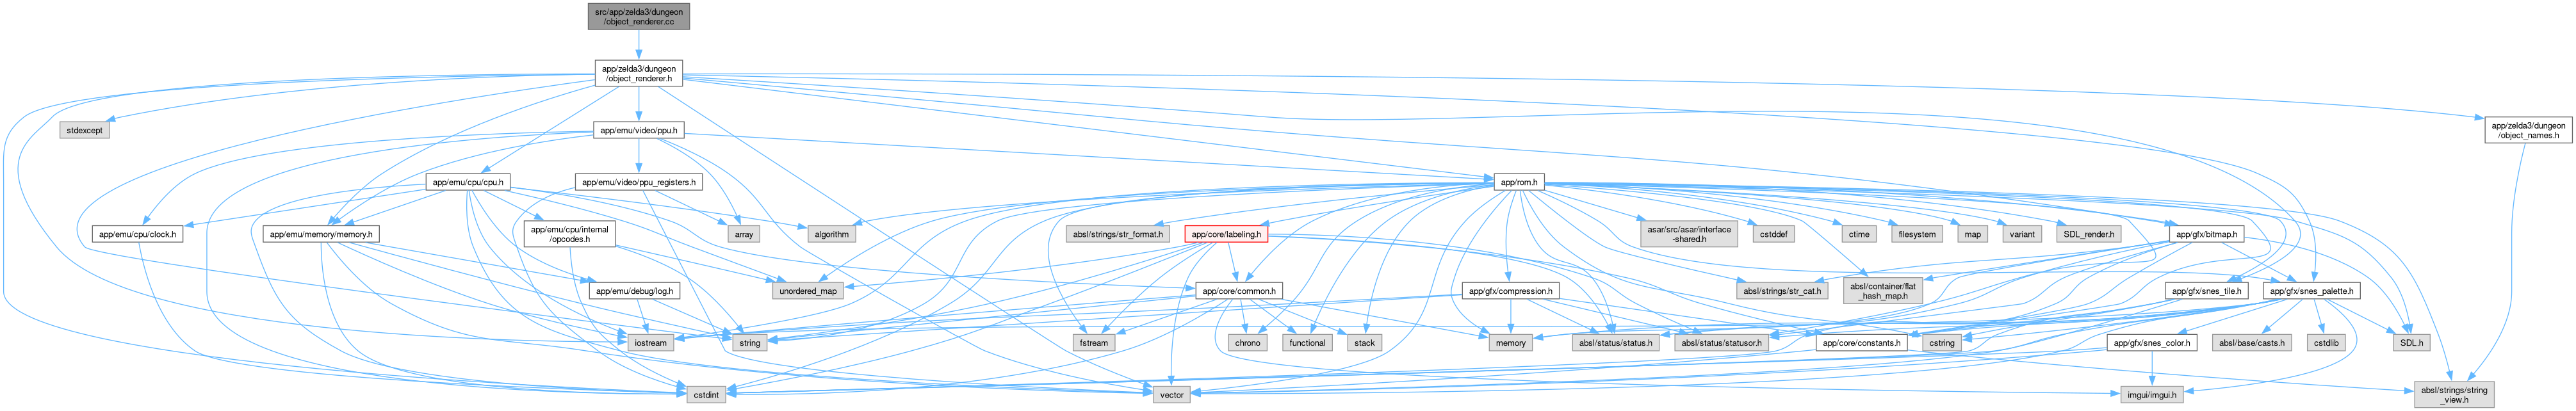 src/app/zelda3/dungeon
/object_renderer.cc
app/zelda3/dungeon
/object_renderer.h
stdexcept
app/emu/video/ppu.h
app/zelda3/dungeon
/object_names.h
app/emu/cpu/cpu.h
app/emu/video/ppu_registers.h
app/rom.h
app/emu/cpu/clock.h
app/emu/memory/memory.h
app/emu/cpu/internal
/opcodes.h
array
algorithm
absl/strings/str_format.h
app/core/labeling.h
asar/src/asar/interface
-shared.h
cstddef
ctime
filesystem
map
variant
SDL_render.h
app/gfx/bitmap.h
app/emu/debug/log.h
unordered_map
app/core/common.h
app/gfx/compression.h
absl/strings/str_cat.h
absl/container/flat
_hash_map.h
app/gfx/snes_tile.h
app/gfx/snes_palette.h
iostream
string
fstream
chrono
functional
stack
memory
absl/status/status.h
absl/status/statusor.h
app/core/constants.h
cstring
app/gfx/snes_color.h
absl/base/casts.h
cstdlib
SDL.h
cstdint
vector
imgui/imgui.h
absl/strings/string
_view.h